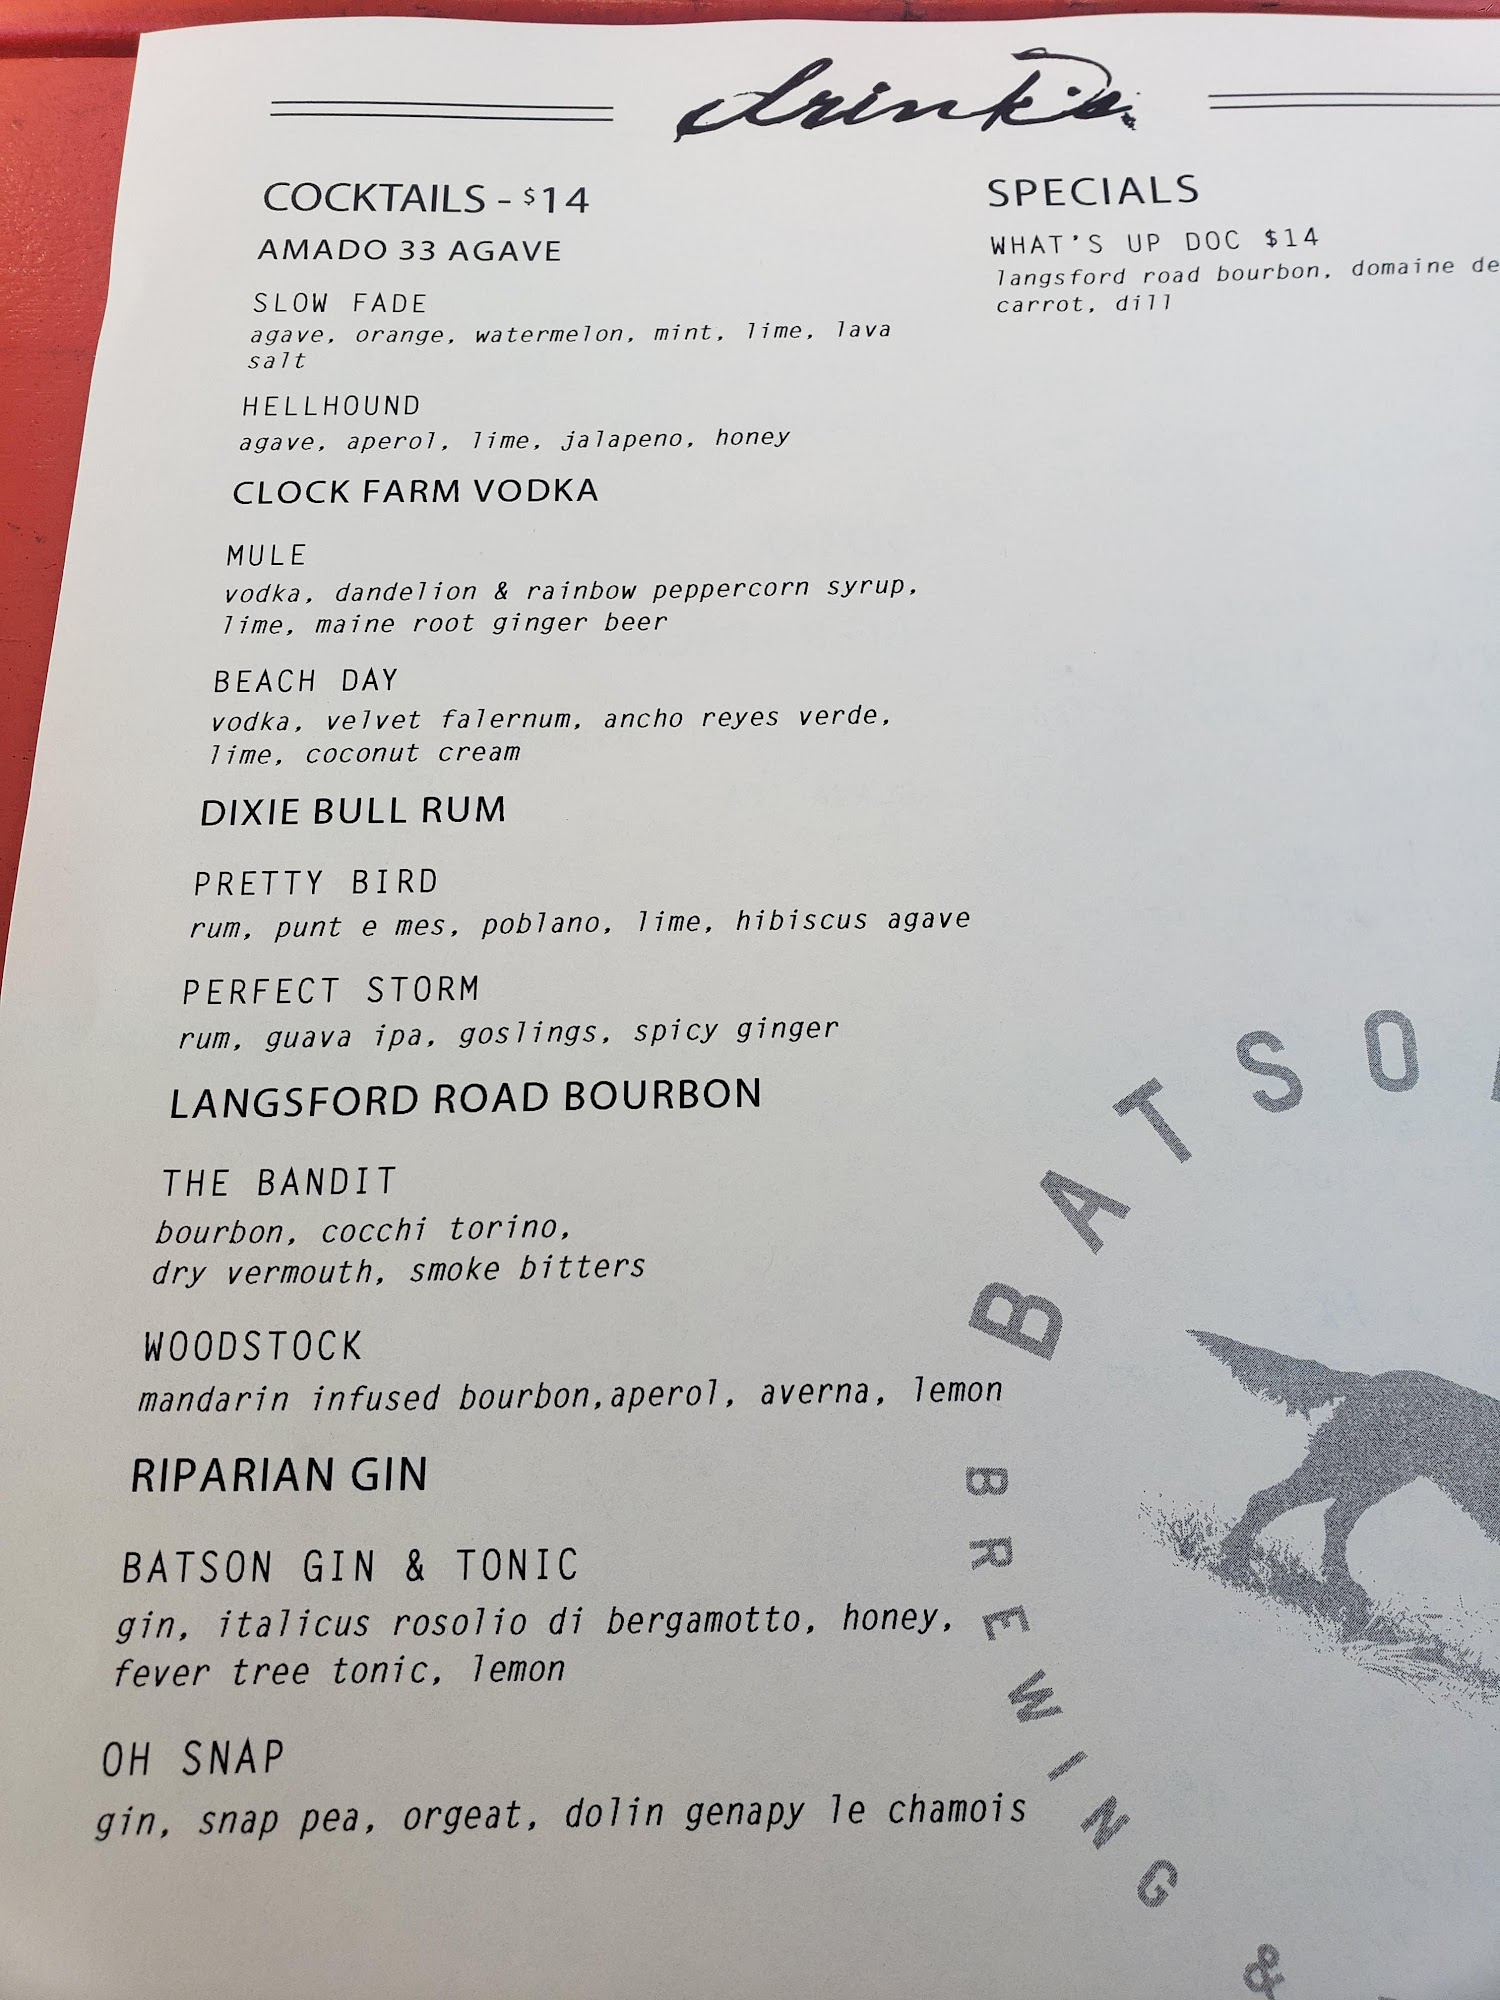 drinks
COCKTAILS - $14
AMADO 33 AGAVE
SLOW FADE
agave, orange, watermelon, mint, lime, lava
salt
HELLHOUND
agave, aperol, lime, jalapeno, honey
CLOCK FARM VODKA
MULE
vodka, dandelion & rainbow peppercorn syrup,
lime, maine root ginger beer
BEACH DAY
vodka, velvet falernum, ancho reyes verde,
lime, coconut cream
DIXIE BULL RUM
PRETTY BIRD
rum, punt e mes, poblano, lime, hibiscus agave
PERFECT STORM
rum, guava ipa, goslings, spicy ginger
LANGSFORD ROAD BOURBON
THE BANDIT
bourbon, cocchi torino,
dry vermouth, smoke bitters
WOODSTOCK
mandarin infused bourbon,aperol, averna, lemon
RIPARIAN GIN
BATSON GIN & TONIC
gin, italicus rosolio di bergamotto, honey,
fever tree tonic, lemon
OH SNAP
gin, snap pea, orgeat, dolin genapy le chamois
SPECIALS
WHAT'S UP DOC $14
langsford road bourbon, domaine de
carrot, dill
BATSO
BREWING &